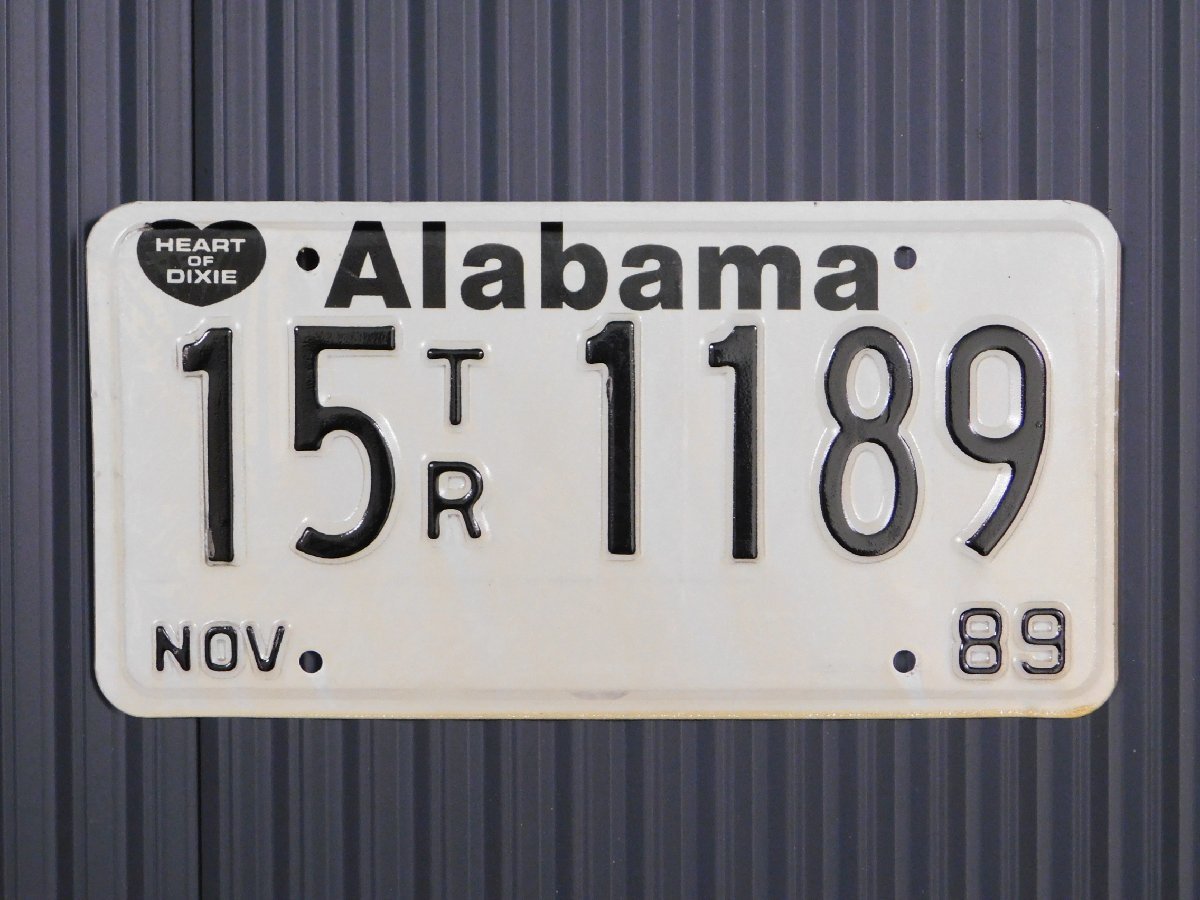 HEART
OF
DIXIE
Alabama
15 TR 1189
NOV 89